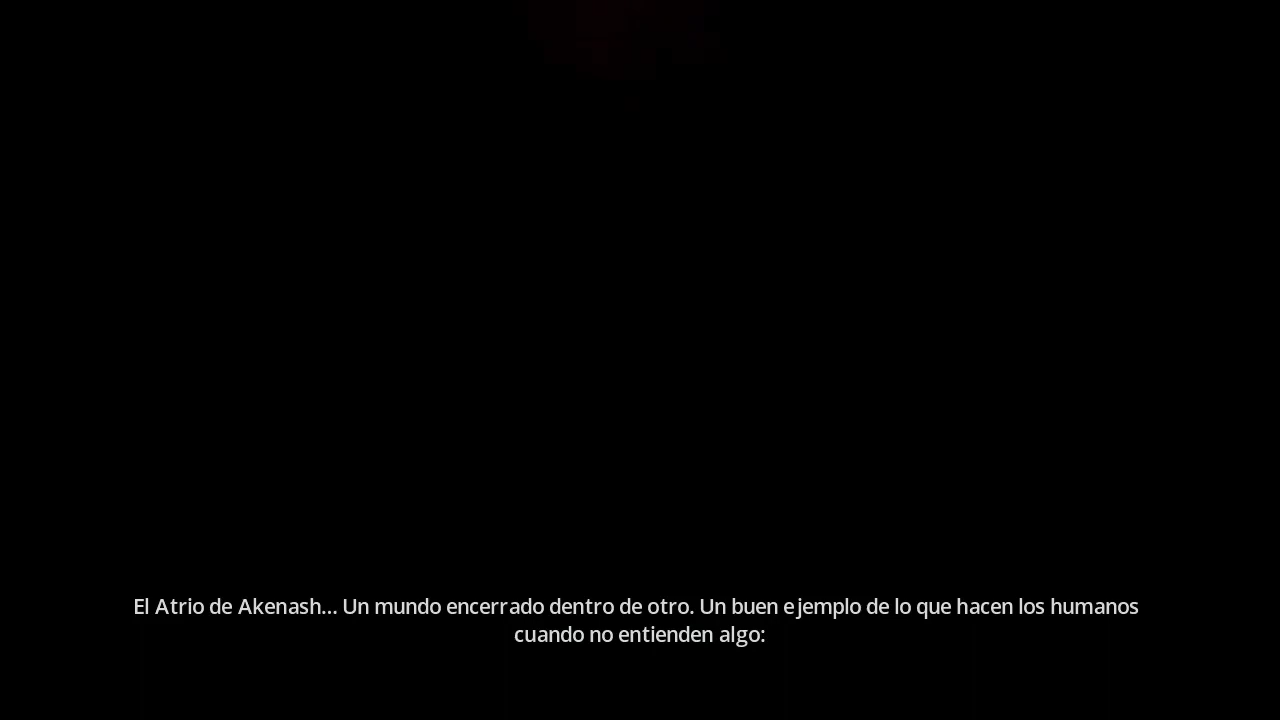 El Atrio de Akenash... Un mundo encerrado dentro de otro. Un buen ejemplo de lo que hacen los humanos
cuando no entienden algo: